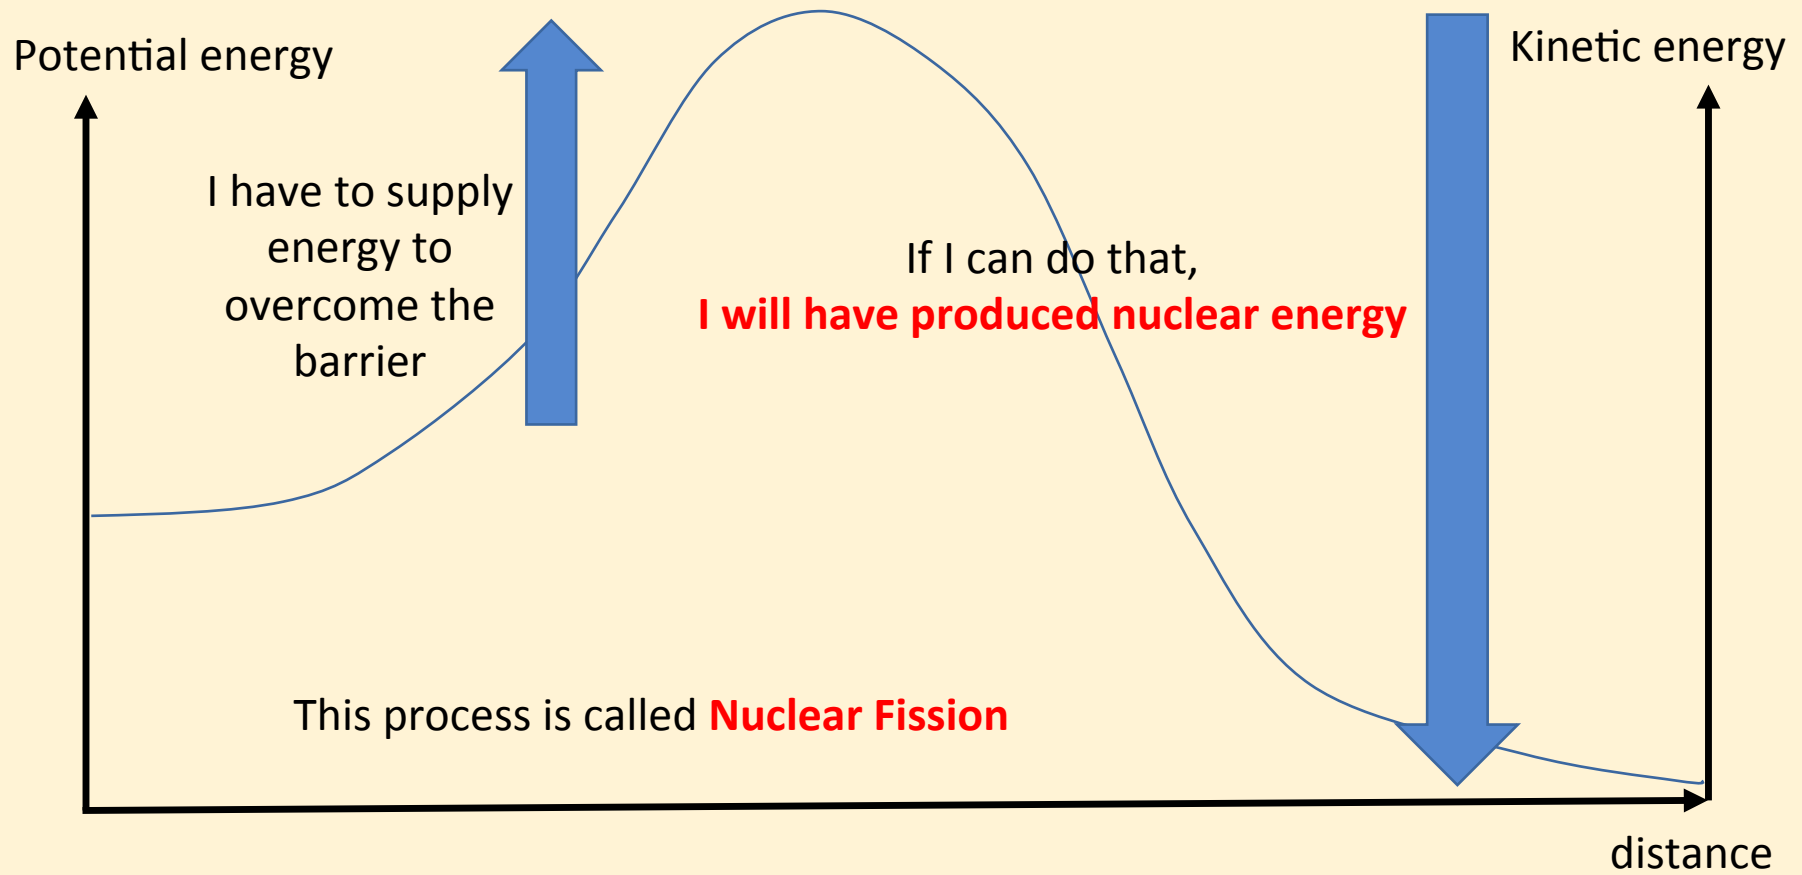 Potential energy
Kinetic energy
I have to supply
energy to
overcome the
barrier
If I can do that,
I will have produced nuclear energy
This process is called Nuclear Fission
distance